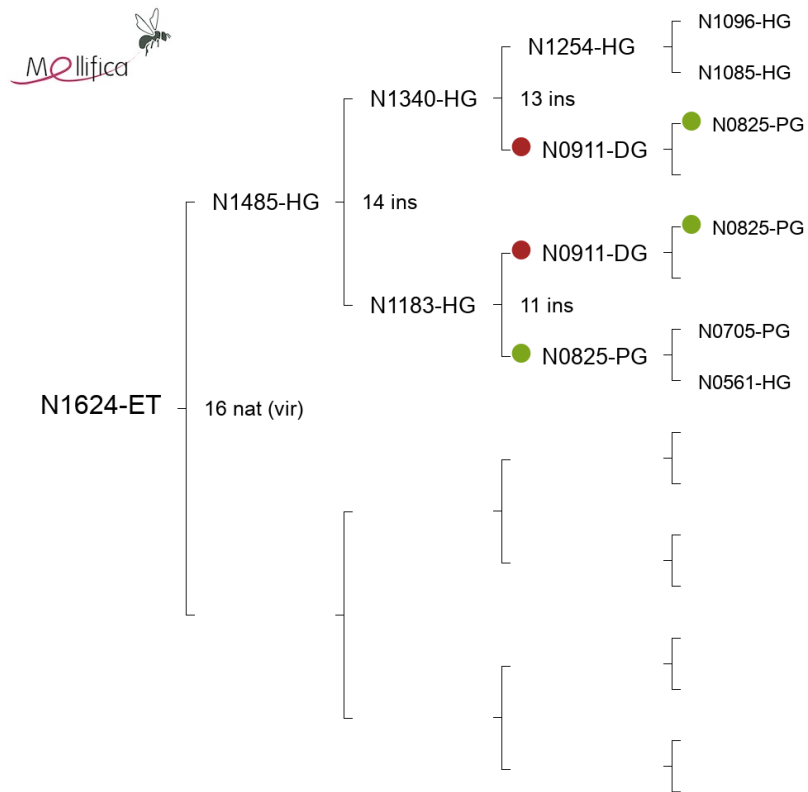 Mellifica
N1096-HG
N1254-HG
N1085-HG
N1340-HG
13 ins
N0825-PG
N0911-DG
N1485-HG
14 ins
N0825-PG
N0911-DG
N1183-HG
11 ins
N0705-PG
N0825-PG
N0561-HG
N1624-ET
16 nat (vir)